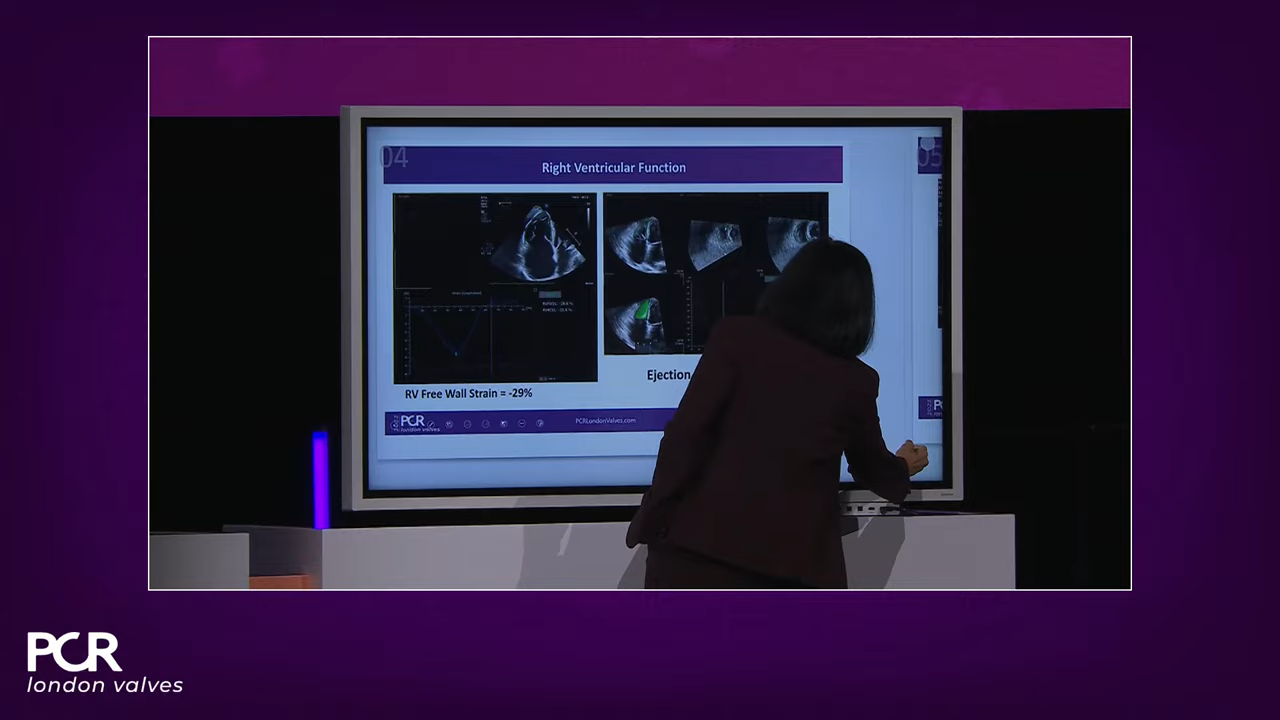 04
Right Ventricular Function
05
RV Free Wall Strain = -29%
Ejection
PCR
london valves
PCRLondonValves.com
PCR
london valves